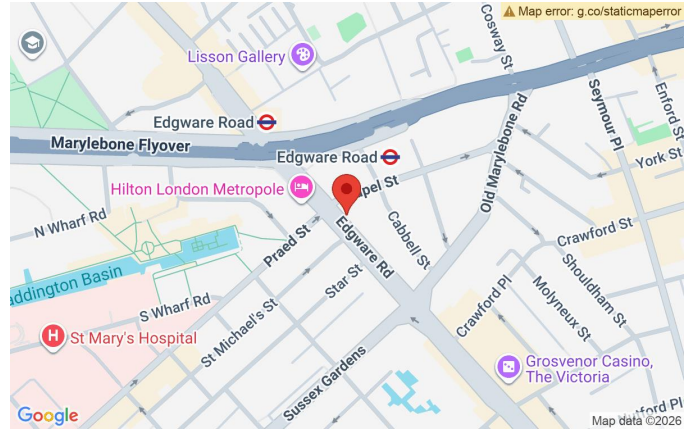 Map error: g.co/staticmaperror
Lisson Gallery
Cosway St
Edgware Road
Marylebone Flyover
Seymour Pl
Enford St
Edgware Road
York St
Hilton London Metropole
apel St
Old Marylebone Rd
N Wharf Rd
Praed St
Edgware Rd
Cabbell St
Crawford St
addington Basin
Star St
Shouldham St
S Wharf Rd
Crawford Pl
Molyneux St
St Mary's Hospital
St Michael's St
Sussex Gardens
Grosvenor Casino,
The Victoria
Google
Map data ©2026